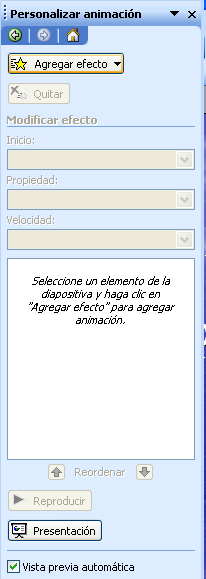 Personalizar animación
Agregar efecto
Quitar
Modificar efecto
Inicio:
Propiedad:
Velocidad:
Seleccione un elemento de la
diapositiva y haga clic en
"Agregar efecto" para agregar
animación.
Reordenar
Reproducir
Presentación
Vista previa automática